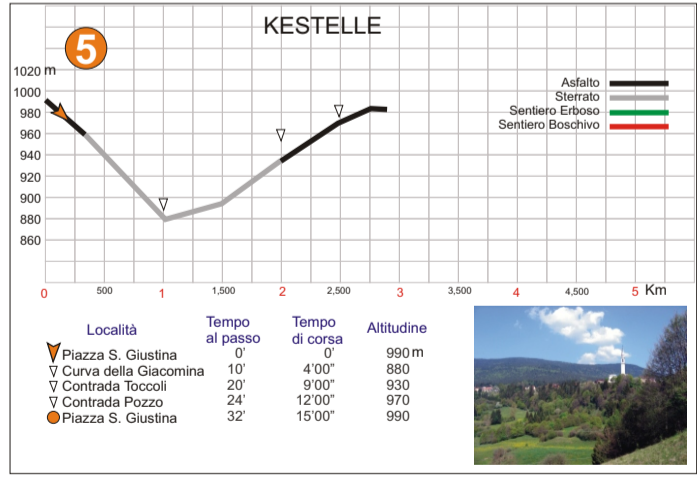 KESTELLE
5
1020 m
1000
980
960
940
920
900
880
860
Asfalto
Sterrato
Sentiero Erboso
Sentiero Boschivo
0 500 1 1,500 2 2,500 3 3,500 4 4,500 5 Km
Località Tempo al passo Tempo di corsa Altitudine
Piazza S. Giustina 0' 0' 990 m
Curva della Giacomina 10' 4'00" 880
Contrada Toccoli 20' 9'00" 930
Contrada Pozzo 24' 12'00" 970
Piazza S. Giustina 32' 15'00" 990